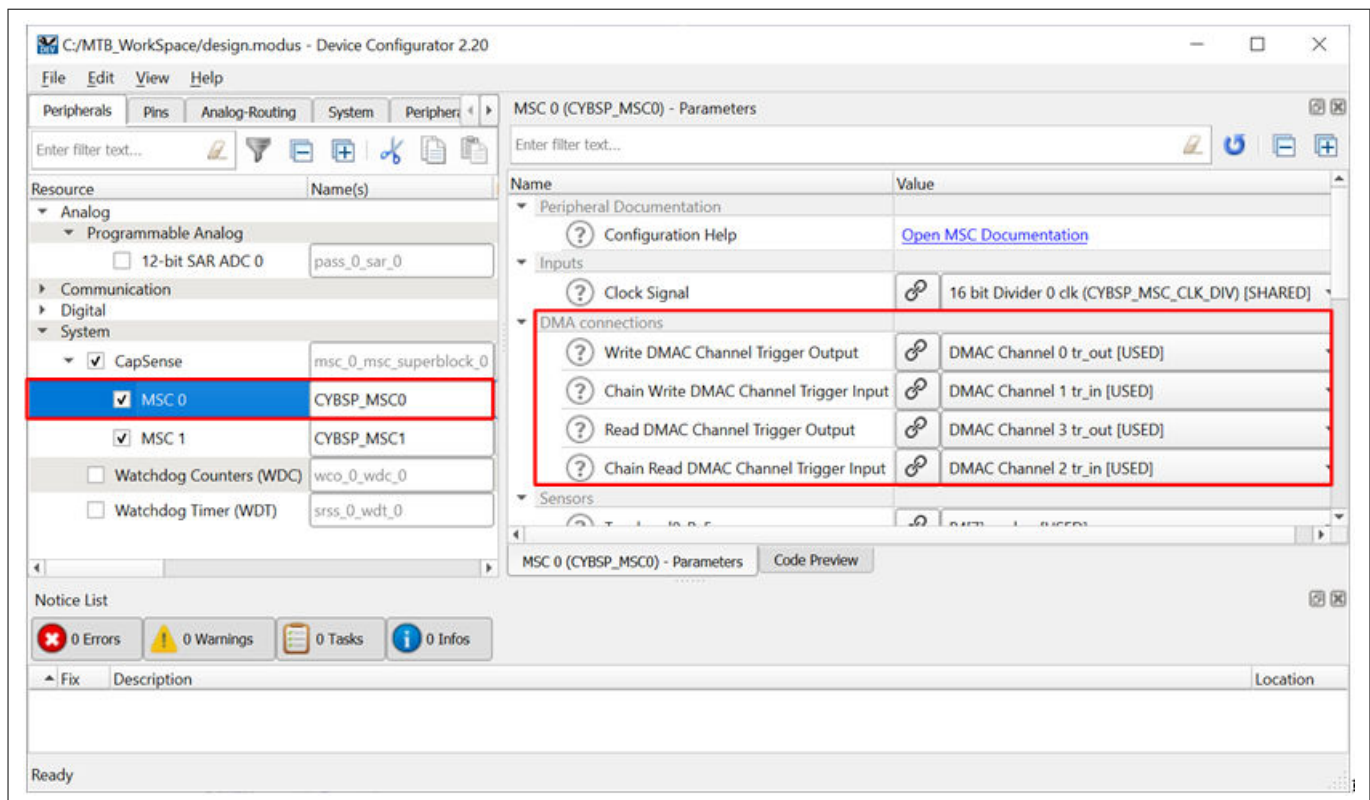 C:/MTB_WorkSpace/design.modus - Device Configurator 2.20
File Edit View Help
Peripherals Pins Analog-Routing System Peripher
Enter filter text...
Resource Name(s)
Analog
Programmable Analog
12-bit SAR ADC 0 pass_0_sar_0
Communication
Digital
System
CapSense msc_0_msc_superblock_0
MSC 0 CYBSP_MSC0
MSC 1 CYBSP_MSC1
Watchdog Counters (WDC) wco_0_wdc_0
Watchdog Timer (WDT) srss_0_wdt_0
MSC 0 (CYBSP_MSC0) - Parameters
Enter filter text...
Name Value
Peripheral Documentation
? Configuration Help Open MSC Documentation
Inputs
? Clock Signal 16 bit Divider 0 clk (CYBSP_MSC_CLK_DIV) [SHARED]
DMA connections
? Write DMAC Channel Trigger Output DMAC Channel 0 tr_out [USED]
? Chain Write DMAC Channel Trigger Input DMAC Channel 1 tr_in [USED]
? Read DMAC Channel Trigger Output DMAC Channel 3 tr_out [USED]
? Chain Read DMAC Channel Trigger Input DMAC Channel 2 tr_in [USED]
Sensors
MSC 0 (CYBSP_MSC0) - Parameters Code Preview
Notice List
0 Errors 0 Warnings 0 Tasks 0 Infos
Fix Description Location
Ready